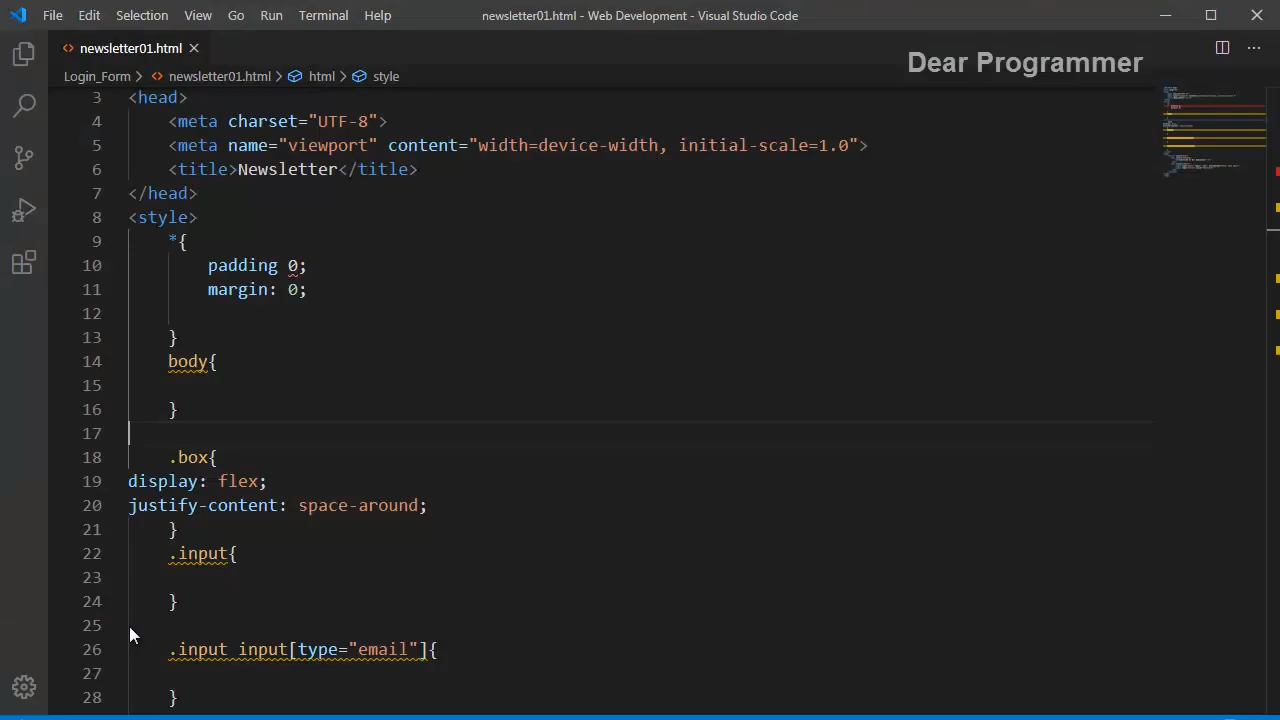 File Edit Selection View Go Run Terminal Help newsletter01.html - Web Development - Visual Studio Code
newsletter01.html
Dear Programmer
Login_Form newsletter01.html html style
3 <head>
4 <meta charset="UTF-8">
5 <meta name="viewport" content="width=device-width, initial-scale=1.0">
6 <title>Newsletter</title>
7 </head>
8 <style>
9 *{
10 padding 0;
11 margin: 0;
12
13 }
14 body{
15
16 }
17
18 .box{
19 display: flex;
20 justify-content: space-around;
21 }
22 .input{
23
24 }
25
26 .input input[type="email"]{
27
28 }